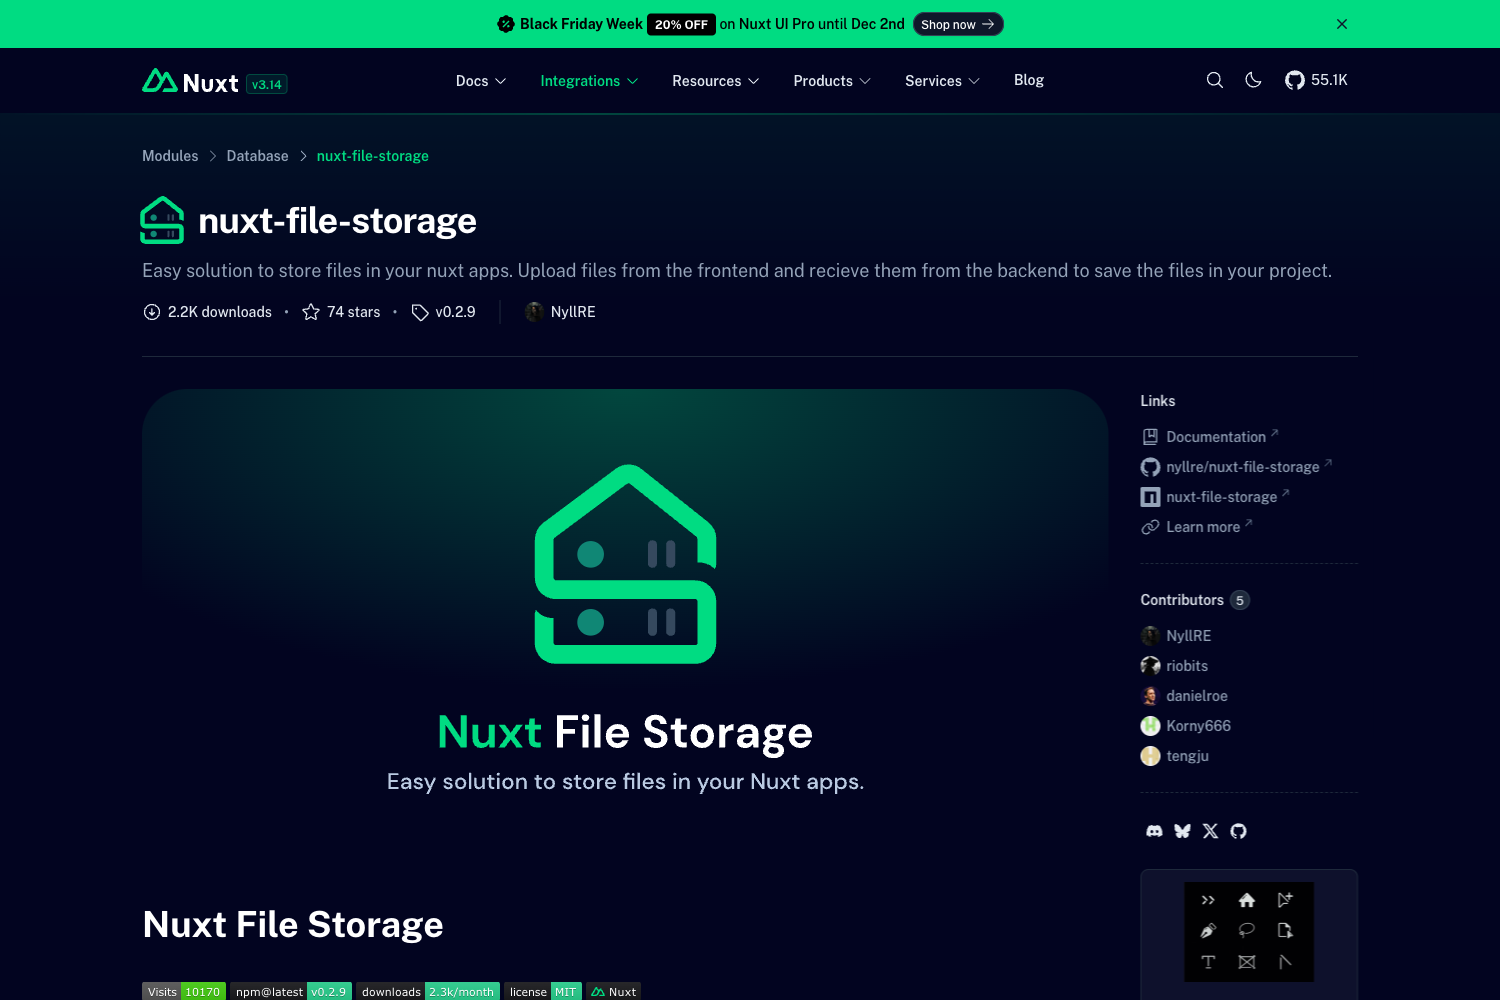 Black Friday Week 20% OFF on Nuxt UI Pro until Dec 2nd Shop now
Nuxt v3.14 Docs Integrations Resources Products Services Blog 55.1K
Modules Database nuxt-file-storage
nuxt-file-storage
Easy solution to store files in your nuxt apps. Upload files from the frontend and recieve them from the backend to save the files in your project.
2.2K downloads • 74 stars • v0.2.9 NyllRE
Nuxt File Storage
Easy solution to store files in your Nuxt apps.
Nuxt File Storage
Visits 10170 npm@latest v0.2.9 downloads 2.3k/month license MIT Nuxt
Links
Documentation
nyllre/nuxt-file-storage
nuxt-file-storage
Learn more
Contributors 5
NyllRE
riobits
danielroe
Korny666
tengju